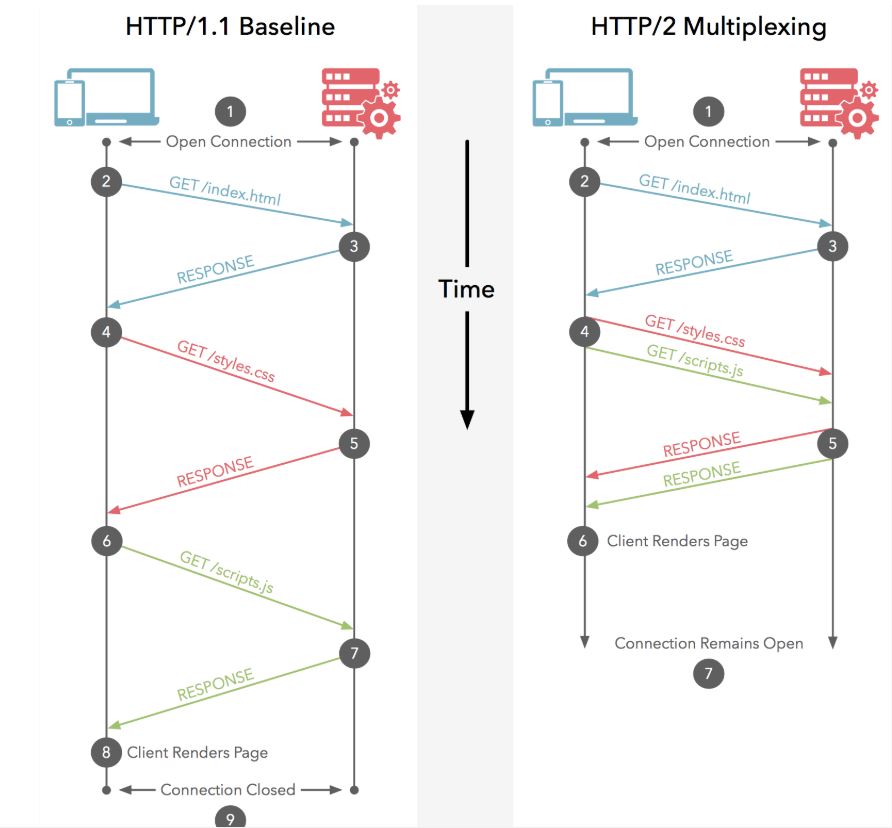 HTTP/1.1 Baseline
1
Open Connection
2
GET /index.html
3
RESPONSE
4
GET /styles.css
5
RESPONSE
6
GET /scripts.js
7
RESPONSE
8 Client Renders Page
Connection Closed
9
Time
HTTP/2 Multiplexing
1
Open Connection
2
GET /index.html
3
RESPONSE
4
GET /styles.css
GET /scripts.js
5
RESPONSE
RESPONSE
6 Client Renders Page
Connection Remains Open
7